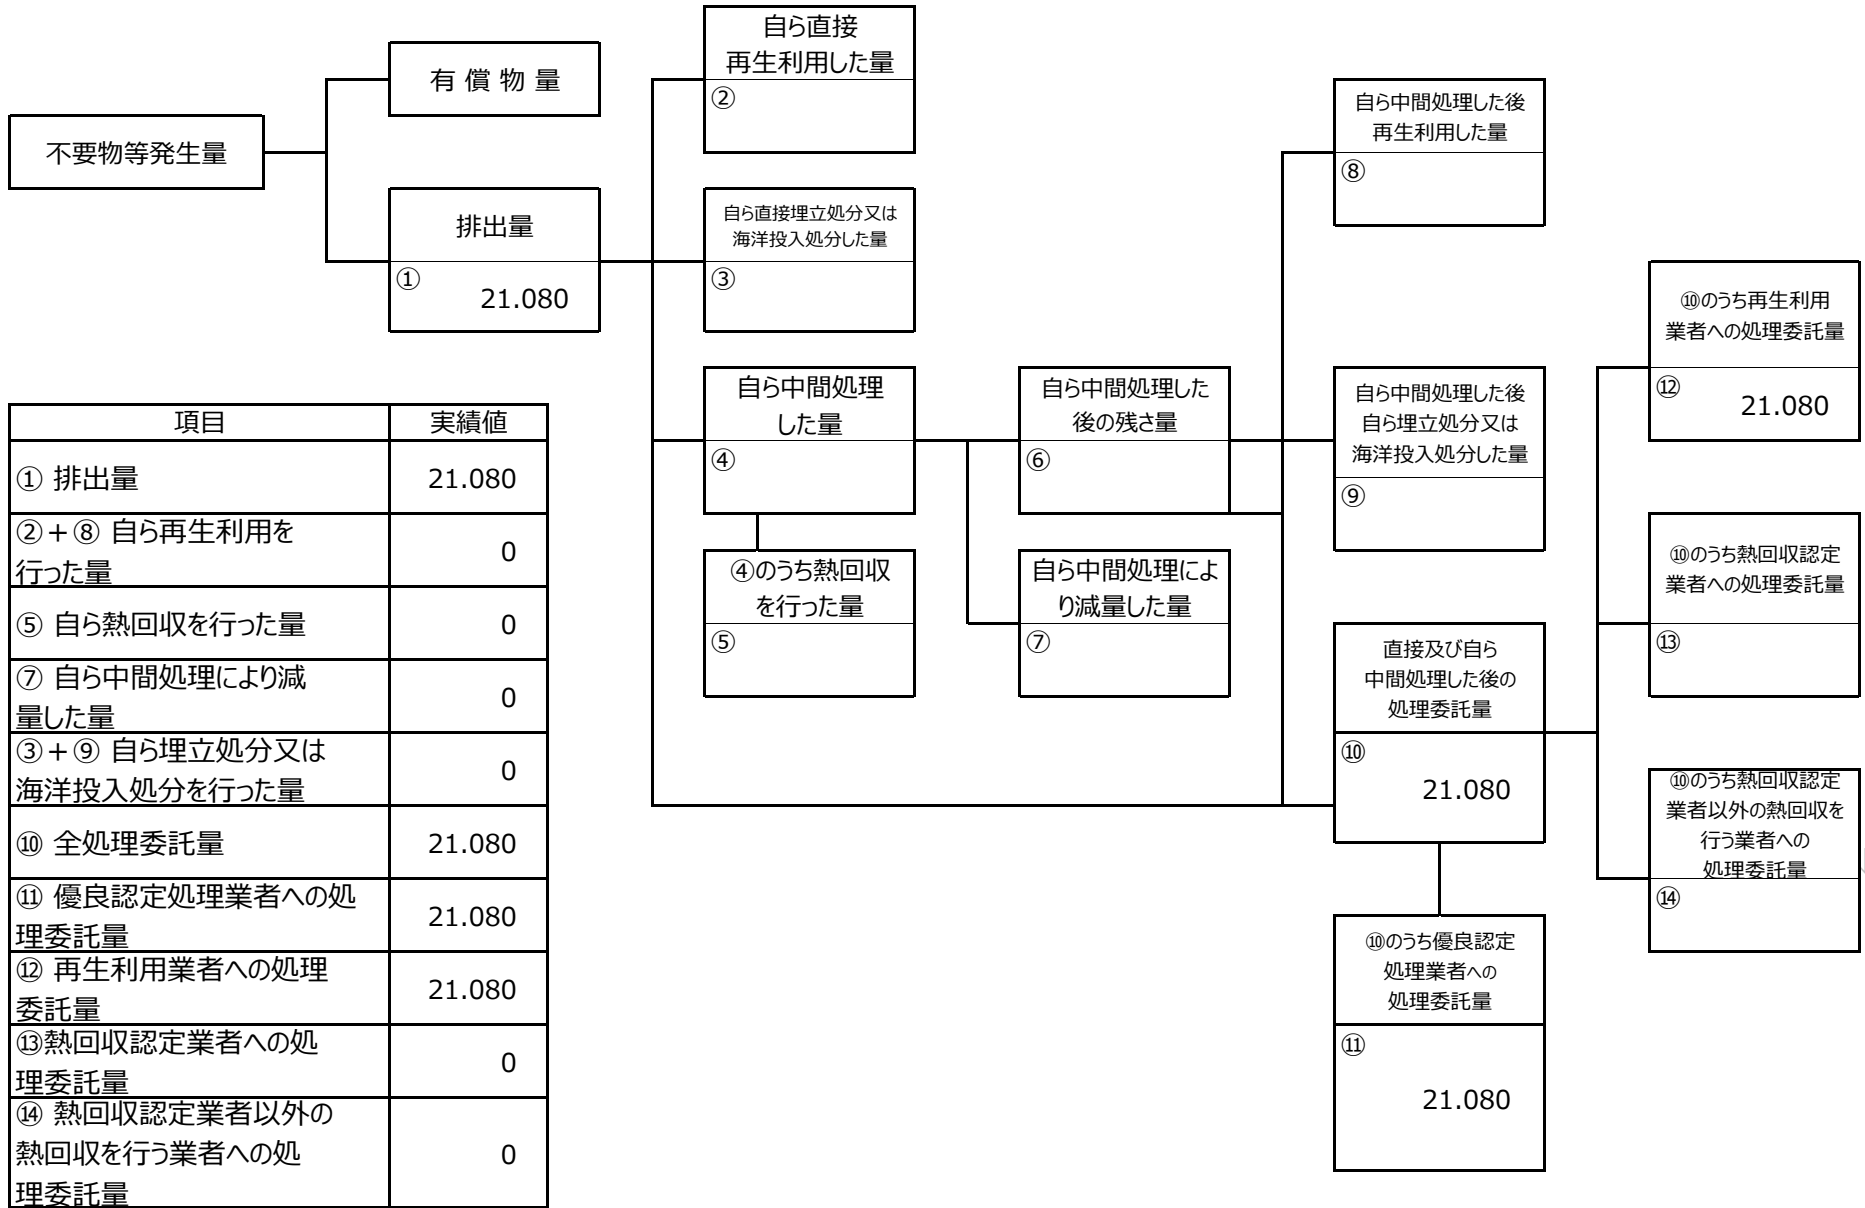 不要物等発生量
有 償 物 量
排出量
①
21.080
自ら直接
再生利用した量
②
自ら直接埋立処分又は
海洋投入処分した量
③
自ら中間処理
した量
④
④のうち熱回収
を行った量
⑤
自ら中間処理した
後の残さ量
⑥
自ら中間処理によ
り減量した量
⑦
自ら中間処理した後
再生利用した量
⑧
自ら中間処理した後
自ら埋立処分又は
海洋投入処分した量
⑨
直接及び自ら
中間処理した後の
処理委託量
⑩
21.080
⑩のうち優良認定
処理業者への
処理委託量
⑪
21.080
⑩のうち再生利用
業者への処理委託量
⑫
21.080
⑩のうち熱回収認定
業者への処理委託量
⑬
⑩のうち熱回収認定
業者以外の熱回収を
行う業者への
処理委託量
⑭
項目 実績値
① 排出量 21.080
②＋⑧ 自ら再生利用を
行った量 0
⑤ 自ら熱回収を行った量 0
⑦ 自ら中間処理により減
量した量 0
③＋⑨ 自ら埋立処分又は
海洋投入処分を行った量 0
⑩ 全処理委託量 21.080
⑪ 優良認定処理業者への処
理委託量 21.080
⑫ 再生利用業者への処理
委託量 21.080
⑬熱回収認定業者への処
理委託量 0
⑭ 熱回収認定業者以外の
熱回収を行う業者への処
理委託量 0